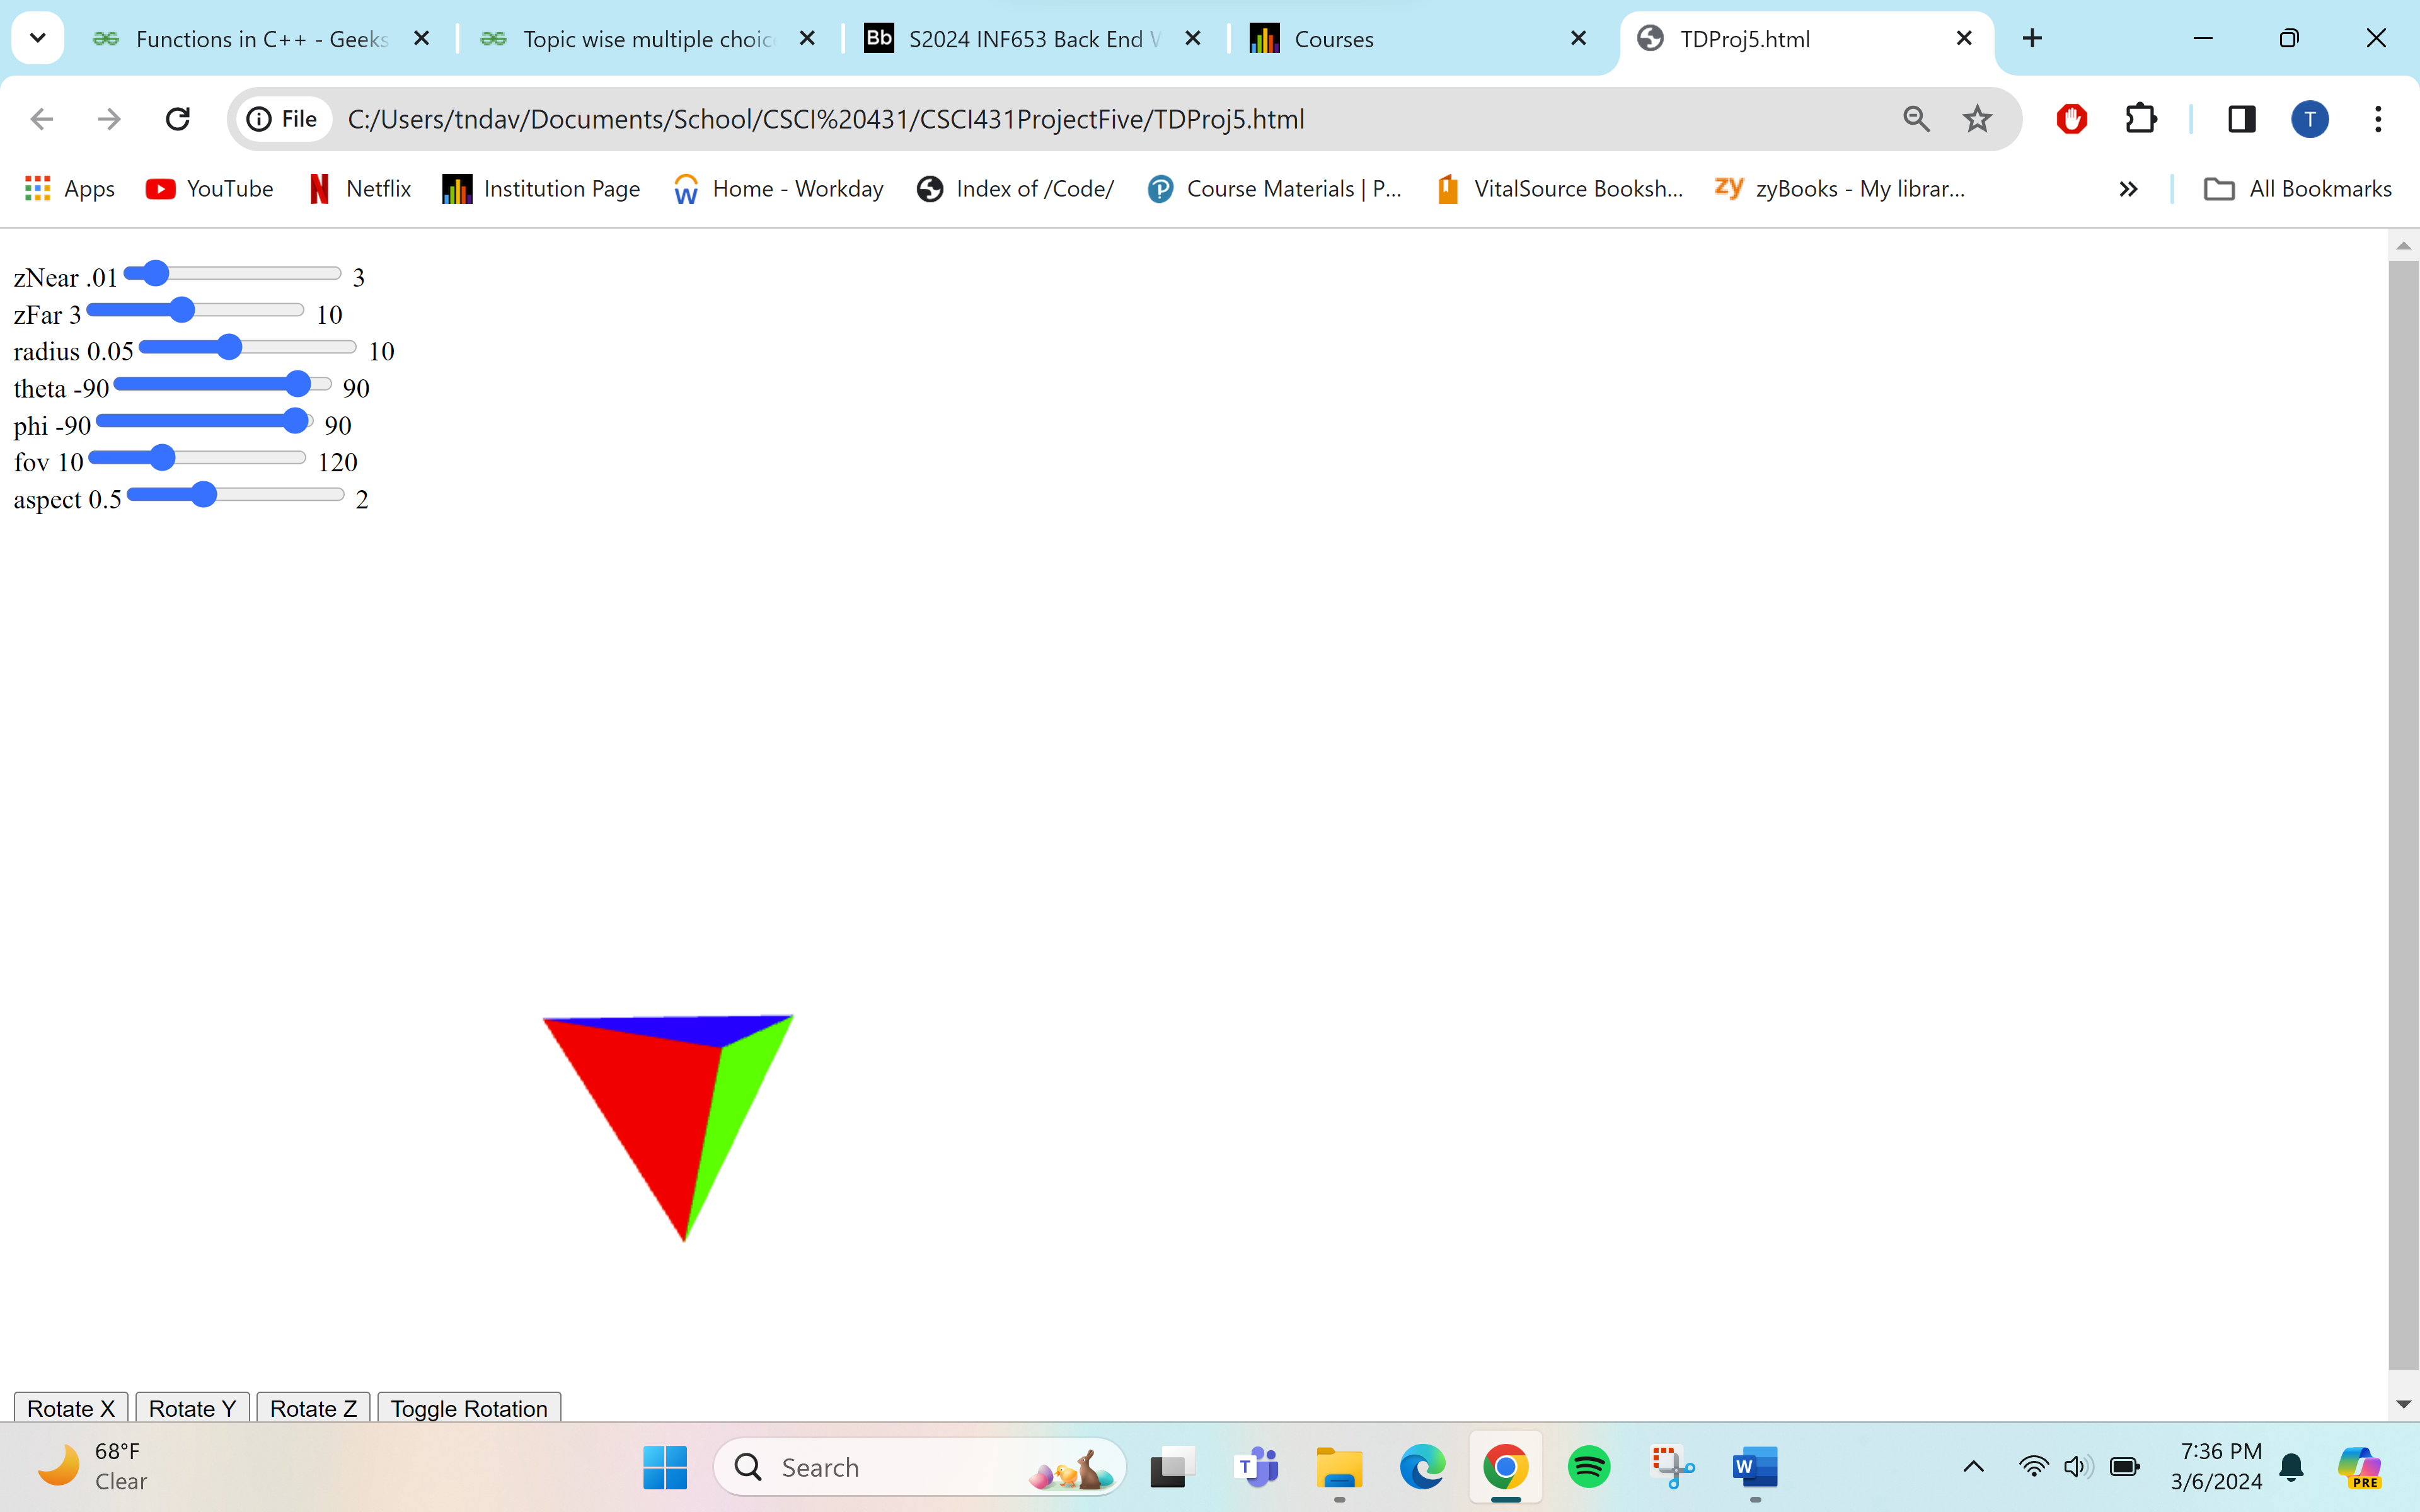 Functions in C++ - Geeks
Topic wise multiple choic
Bb S2024 INF653 Back End V
Courses
TDProj5.html
File C:/Users/tndav/Documents/School/CSCI%20431/CSCI431ProjectFive/TDProj5.html
T
Apps YouTube Netflix Institution Page Home - Workday Index of /Code/ Course Materials | P... VitalSource Booksh... zyBooks - My librar... » All Bookmarks
zNear .01 3
zFar 3 10
radius 0.05 10
theta -90 90
phi -90 90
fov 10 120
aspect 0.5 2
Rotate X Rotate Y Rotate Z Toggle Rotation
68°F
Clear
Search
7:36 PM
3/6/2024
PRE